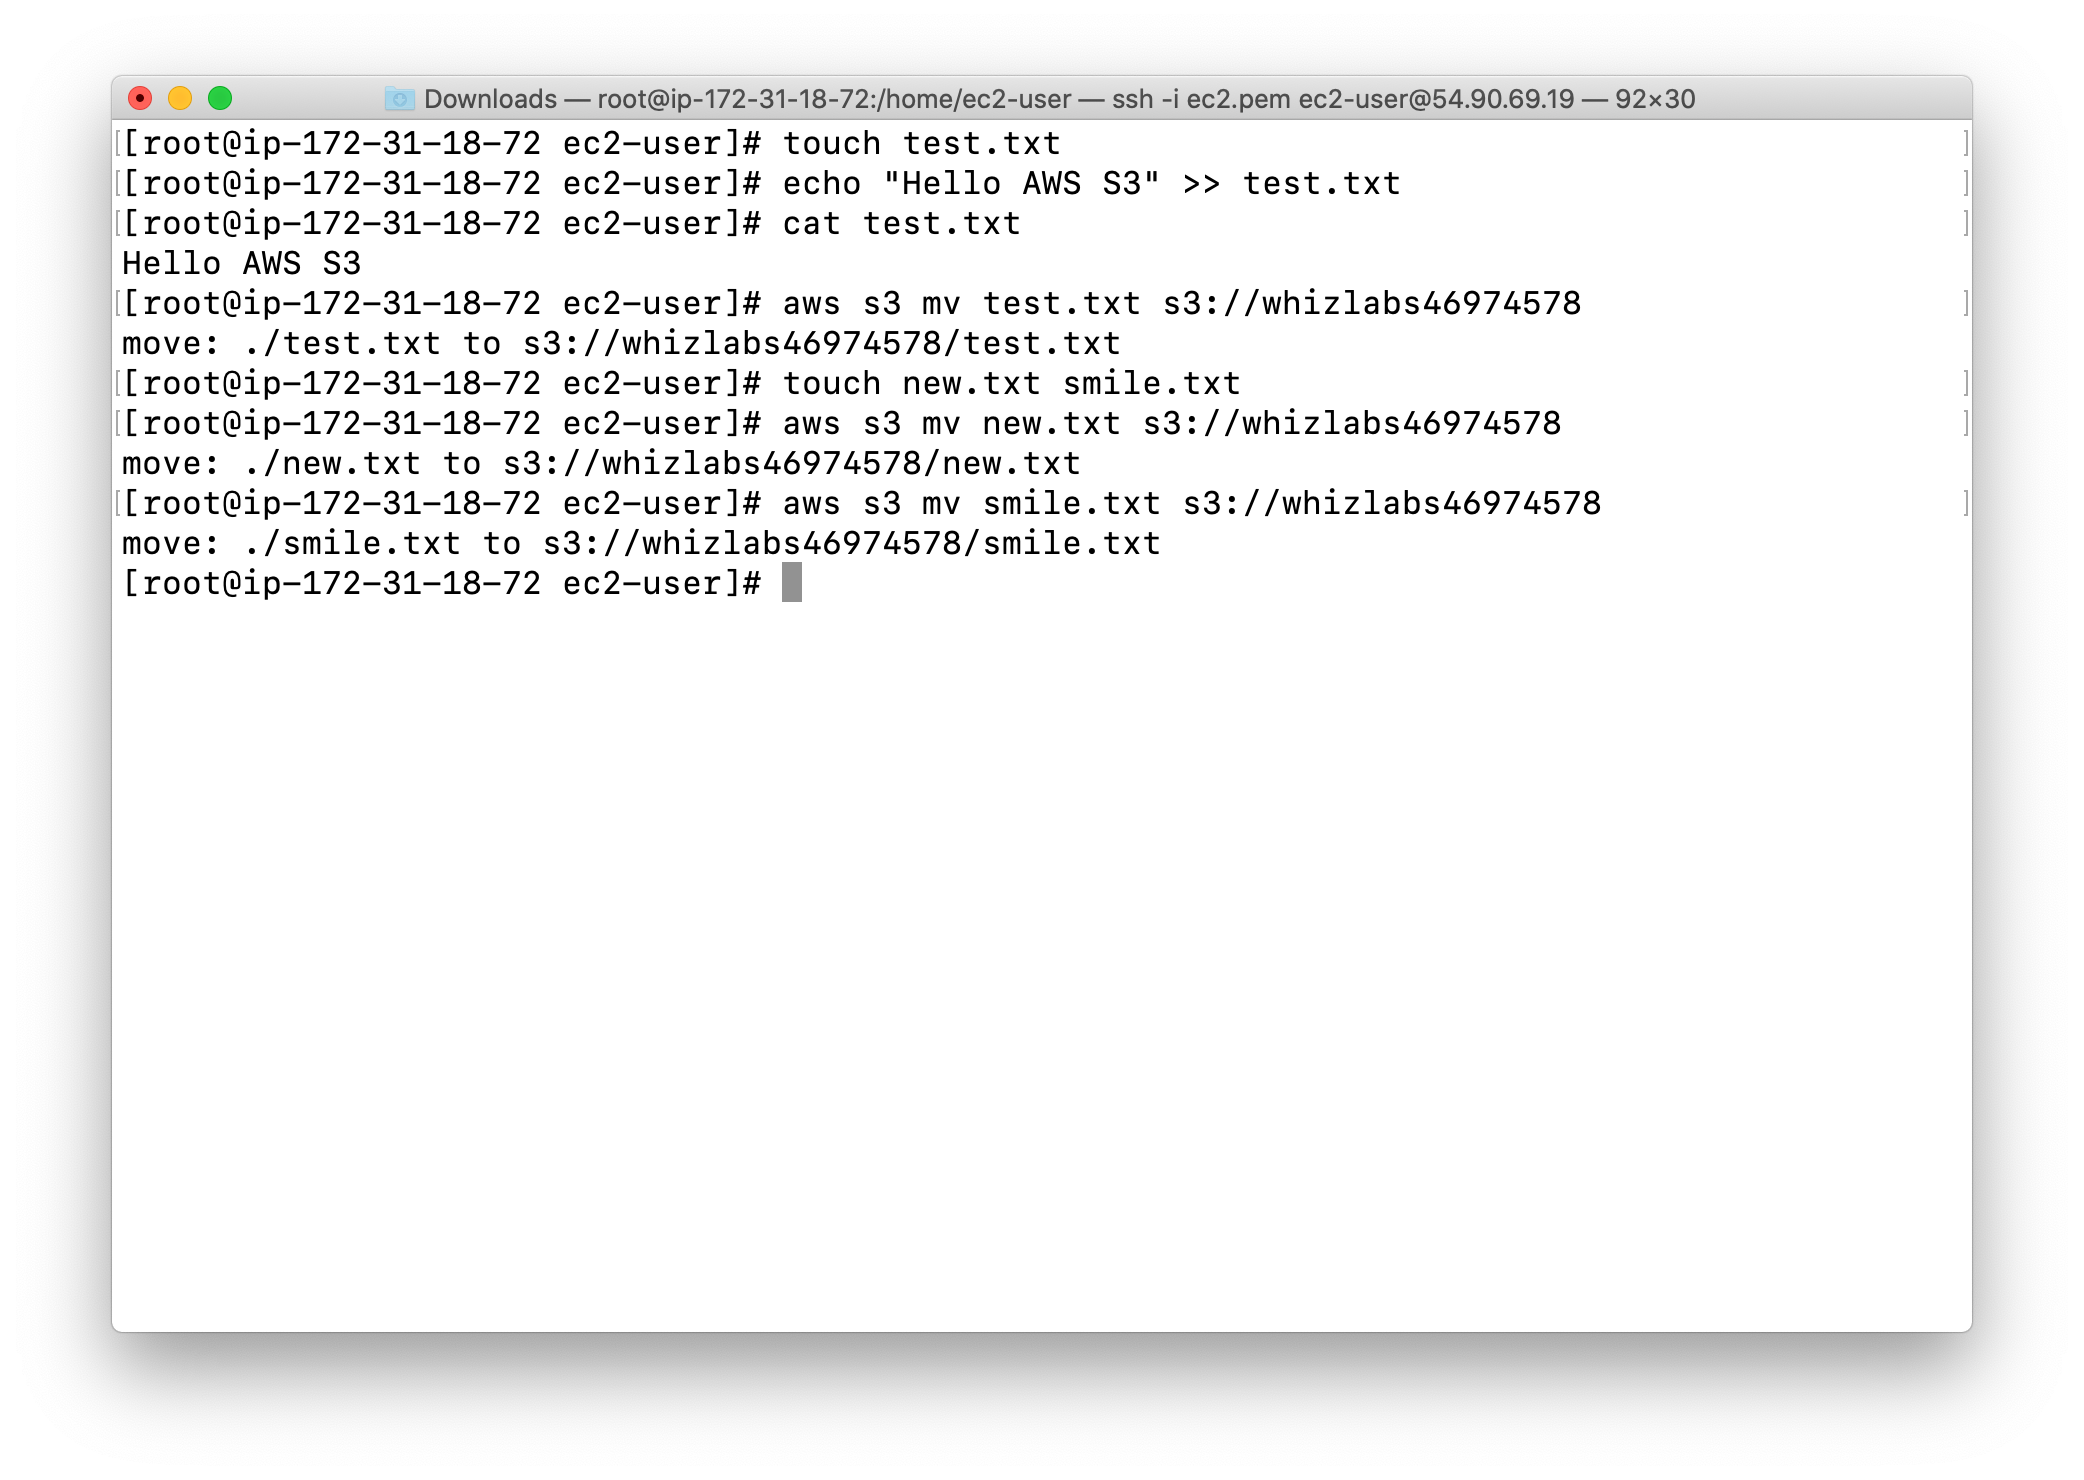 Downloads — root@ip-172-31-18-72:/home/ec2-user — ssh -i ec2.pem ec2-user@54.90.69.19 — 92×30
[root@ip-172-31-18-72 ec2-user]# touch test.txt
[root@ip-172-31-18-72 ec2-user]# echo "Hello AWS S3" >> test.txt
[root@ip-172-31-18-72 ec2-user]# cat test.txt
Hello AWS S3
[root@ip-172-31-18-72 ec2-user]# aws s3 mv test.txt s3://whizlabs46974578
move: ./test.txt to s3://whizlabs46974578/test.txt
[root@ip-172-31-18-72 ec2-user]# touch new.txt smile.txt
[root@ip-172-31-18-72 ec2-user]# aws s3 mv new.txt s3://whizlabs46974578
move: ./new.txt to s3://whizlabs46974578/new.txt
[root@ip-172-31-18-72 ec2-user]# aws s3 mv smile.txt s3://whizlabs46974578
move: ./smile.txt to s3://whizlabs46974578/smile.txt
[root@ip-172-31-18-72 ec2-user]#